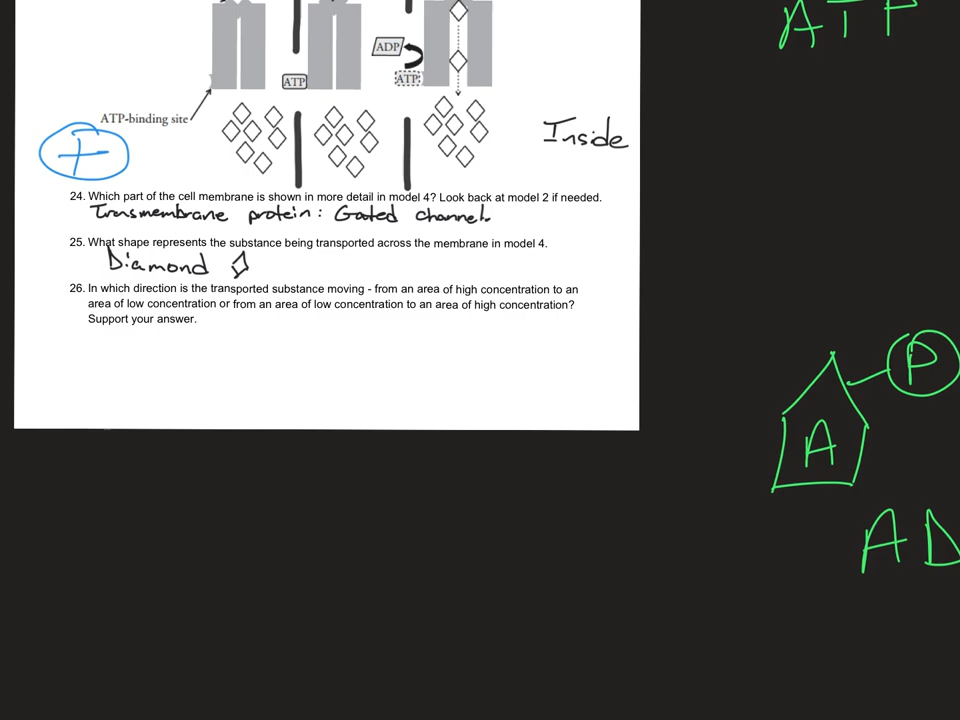 ATP
ADP
ATP
ATP
ATP-binding site
Inside
24. Which part of the cell membrane is shown in more detail in model 4? Look back at model 2 if needed.
Transmembrane protein: Gated channel.
25. What shape represents the substance being transported across the membrane in model 4.
Diamond
26. In which direction is the transported substance moving - from an area of high concentration to an
area of low concentration or from an area of low concentration to an area of high concentration?
Support your answer.
P
A
AD